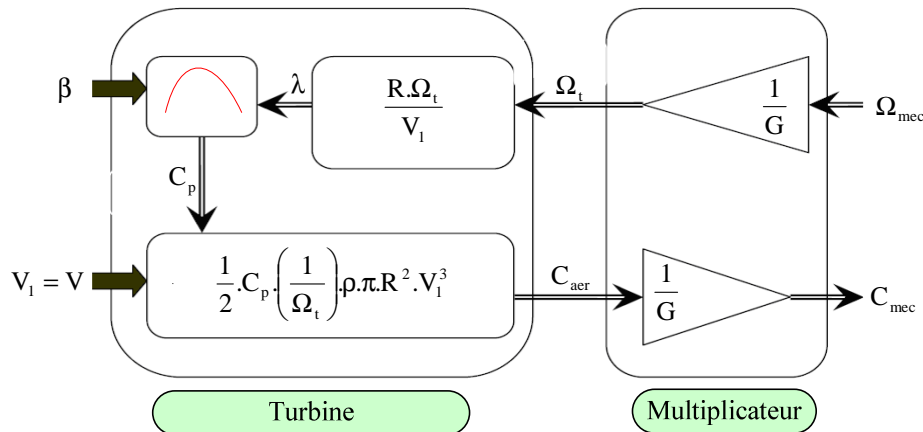 β
λ
R.Ω_t / V_1
Ω_t
1/G
Ω_mec
C_p
V_1 = V
1/2 .C_p.(1/Ω_t).ρ.π.R^2.V_1^3
C_aer
1/G
C_mec
Turbine
Multiplicateur